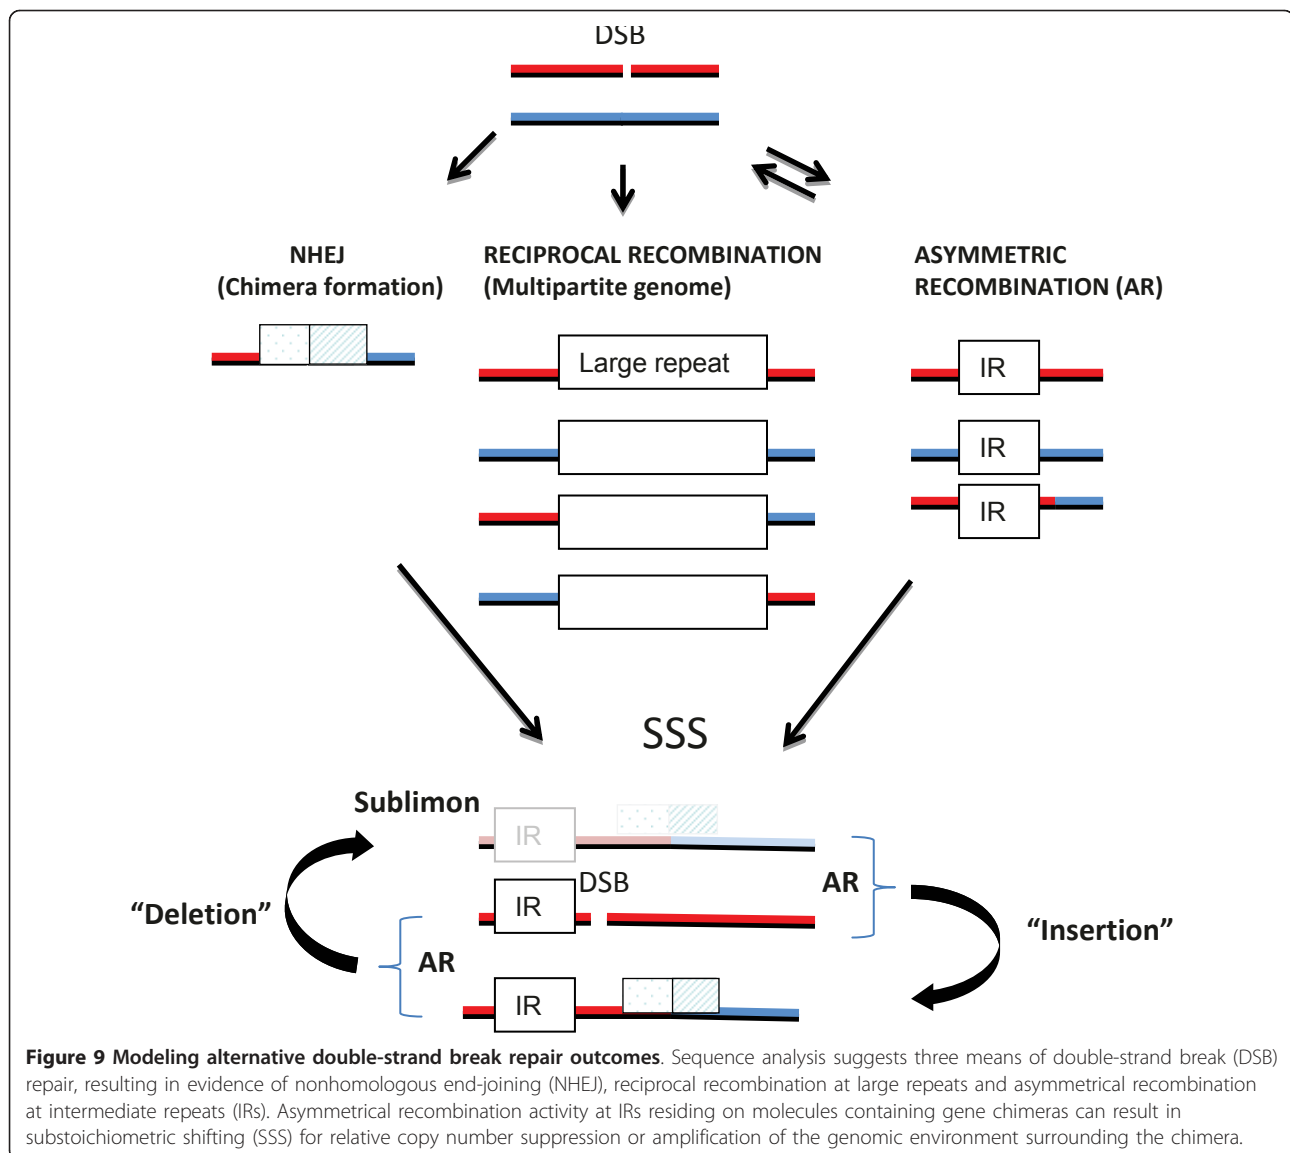 DSB
NHEJ
(Chimera formation)
RECIPROCAL RECOMBINATION
(Multipartite genome)
ASYMMETRIC
RECOMBINATION (AR)
Large repeat
IR
IR
IR
SSS
Sublimon
IR
DSB
IR
AR
"Deletion"
"Insertion"
AR
IR
Figure 9 Modeling alternative double-strand break repair outcomes. Sequence analysis suggests three means of double-strand break (DSB)
repair, resulting in evidence of nonhomologous end-joining (NHEJ), reciprocal recombination at large repeats and asymmetrical recombination
at intermediate repeats (IRs). Asymmetrical recombination activity at IRs residing on molecules containing gene chimeras can result in
substoichiometric shifting (SSS) for relative copy number suppression or amplification of the genomic environment surrounding the chimera.